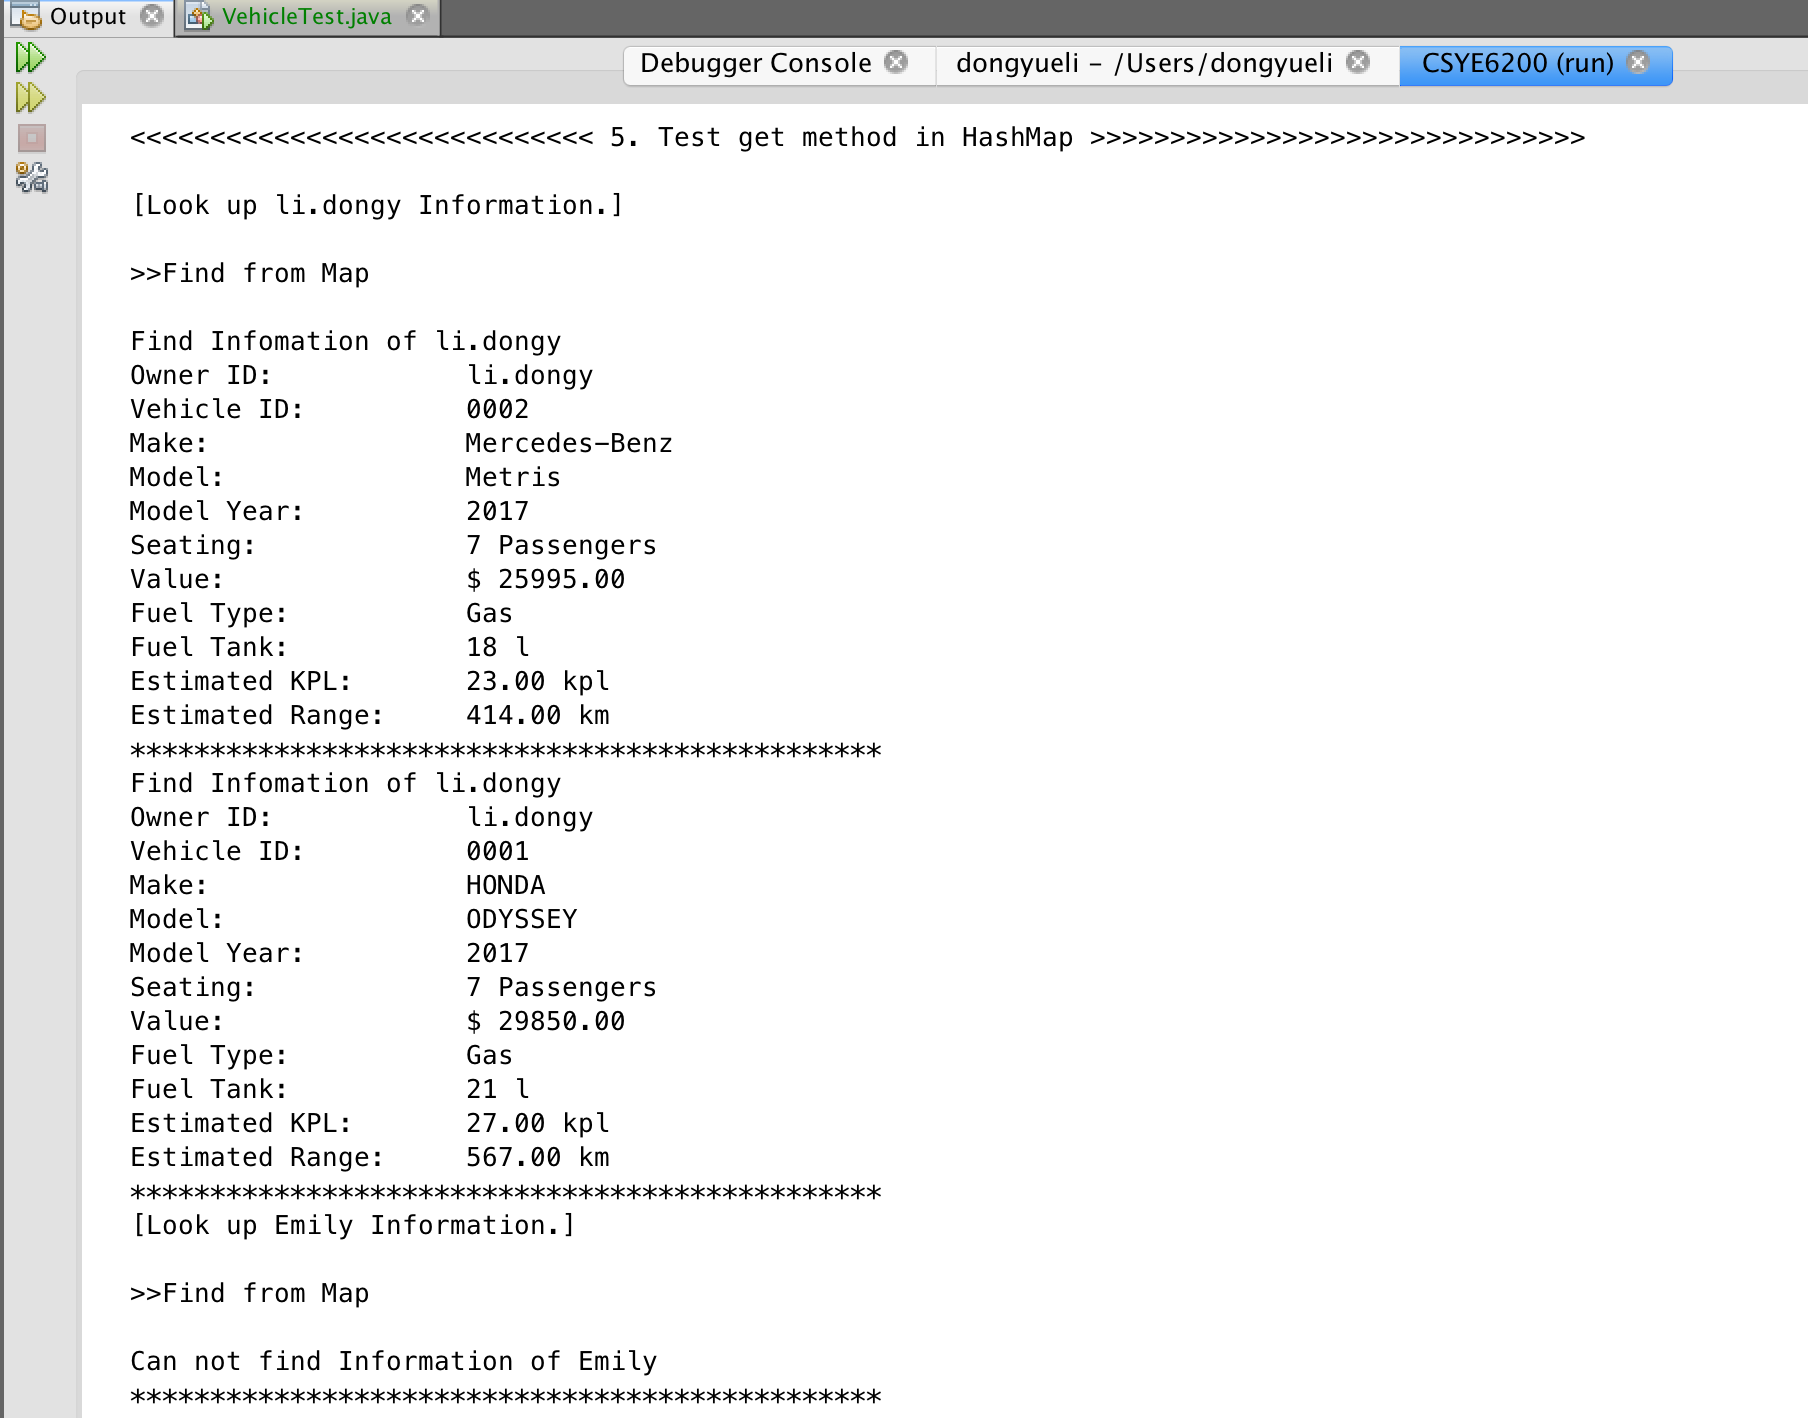 Output VehicleTest.java
Debugger Console dongyueli - /Users/dongyueli CSYE6200 (run)
<<<<<<<<<<<<<<<<<<<<<<<<<<<<< 5. Test get method in HashMap >>>>>>>>>>>>>>>>>>>>>>>>>>>>>>>
[Look up li.dongy Information.]
>>Find from Map
Find Infomation of li.dongy
Owner ID: li.dongy
Vehicle ID: 0002
Make: Mercedes-Benz
Model: Metris
Model Year: 2017
Seating: 7 Passengers
Value: $ 25995.00
Fuel Type: Gas
Fuel Tank: 18 l
Estimated KPL: 23.00 kpl
Estimated Range: 414.00 km
***********************************************
Find Infomation of li.dongy
Owner ID: li.dongy
Vehicle ID: 0001
Make: HONDA
Model: ODYSSEY
Model Year: 2017
Seating: 7 Passengers
Value: $ 29850.00
Fuel Type: Gas
Fuel Tank: 21 l
Estimated KPL: 27.00 kpl
Estimated Range: 567.00 km
***********************************************
[Look up Emily Information.]
>>Find from Map
Can not find Information of Emily
***********************************************